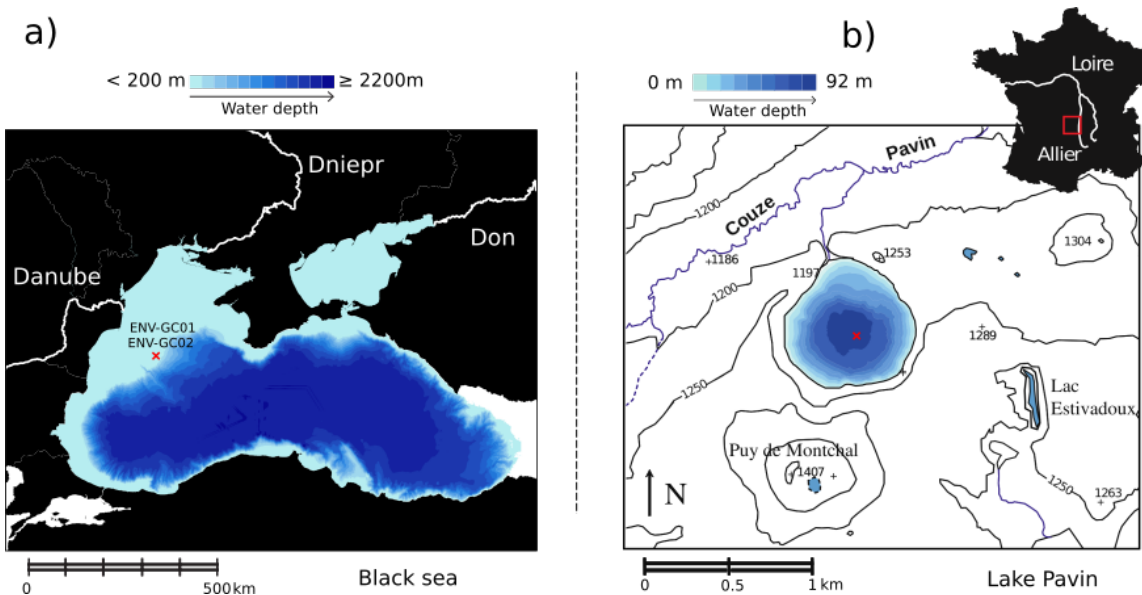 a)
< 200 m
≥ 2200m
Water depth
Dniepr
Don
Danube
ENV-GC01
ENV-GC02
0
500km
Black sea
b)
0 m
92 m
Water depth
Loire
Allier
Pavin
Couze
1200
1186
1197
1200
1253
1304
1289
1250
Lac
Estivadoux
Puy de Montchal
1407
1250
1263
N
0
0.5
1 km
Lake Pavin